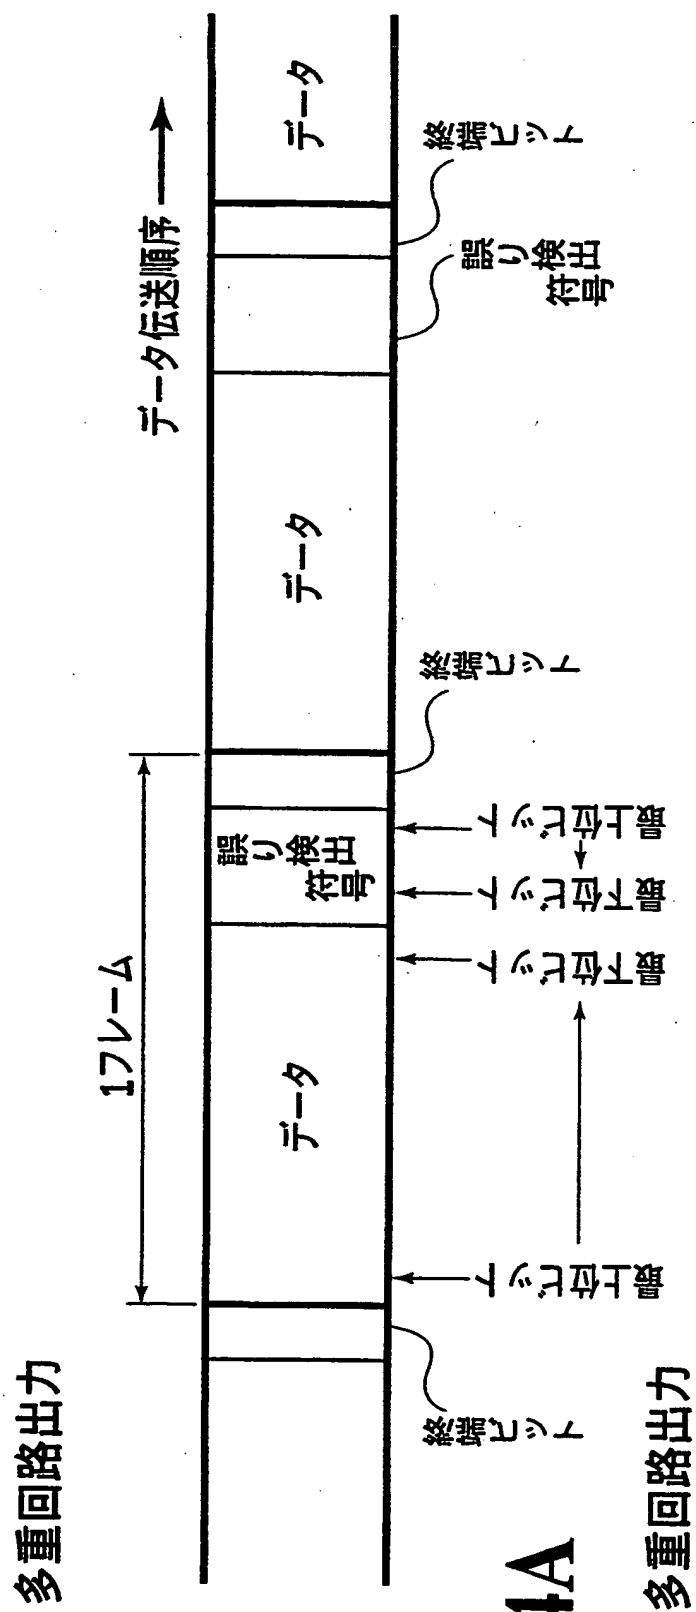 多重回路出力
データ伝送順序
1フレーム
データ
誤り検出
符号
データ
データ
終端ビット
最上位ビット
最下位ビット
最下位ビット
最上位ビット
終端ビット
誤り検出
符号
終端ビット
4A
多重回路出力